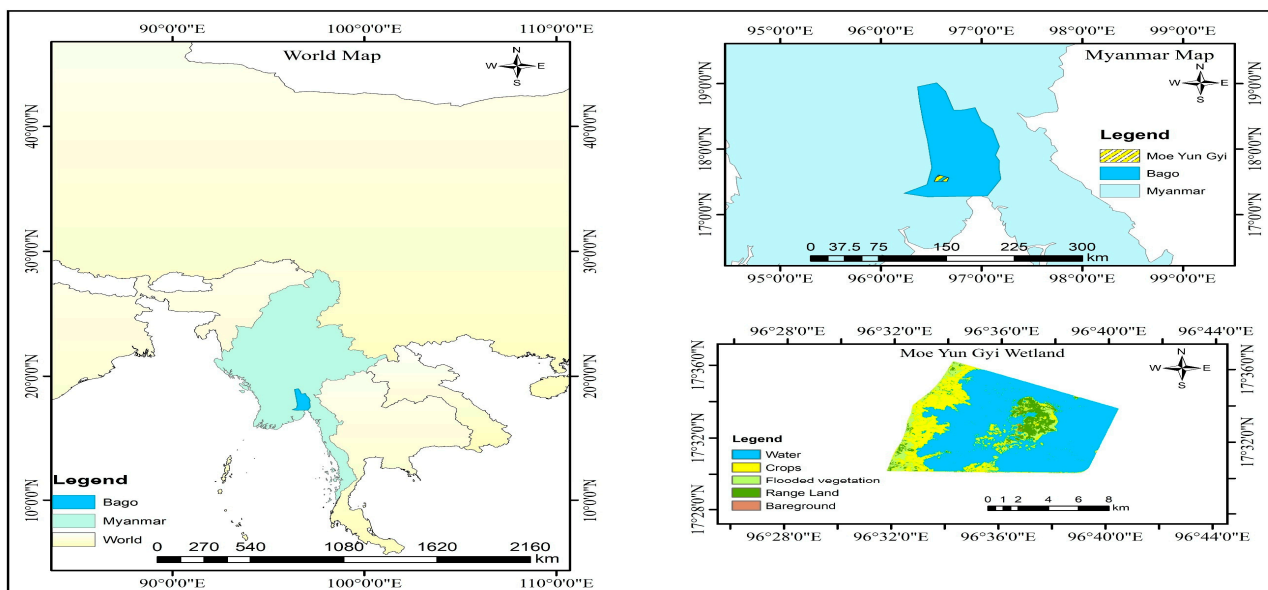 90°0'0"E 100°0'0"E 110°0'0"E
World Map
N
W E
S
40°0'0"N
30°0'0"N
20°0'0"N
10°0'0"N
40°0'0"N
30°0'0"N
20°0'0"N
10°0'0"N
Legend
Bago
Myanmar
World
0 270 540 1080 1620 2160
km
90°0'0"E 100°0'0"E 110°0'0"E
95°0'0"E 96°0'0"E 97°0'0"E 98°0'0"E 99°0'0"E
Myanmar Map
N
W E
S
19°0'0"N
18°0'0"N
17°0'0"N
19°0'0"N
18°0'0"N
17°0'0"N
Legend
Moe Yun Gyi
Bago
Myanmar
0 37.5 75 150 225 300
km
95°0'0"E 96°0'0"E 97°0'0"E 98°0'0"E 99°0'0"E
96°28'0"E 96°32'0"E 96°36'0"E 96°40'0"E 96°44'0"E
Moe Yun Gyi Wetland
N
W E
S
17°36'0"N
17°32'0"N
17°28'0"N
17°36'0"N
17°32'0"N
17°28'0"N
Legend
Water
Crops
Flooded vegetation
Range Land
Bareground
0 1 2 4 6 8
km
96°28'0"E 96°32'0"E 96°36'0"E 96°40'0"E 96°44'0"E